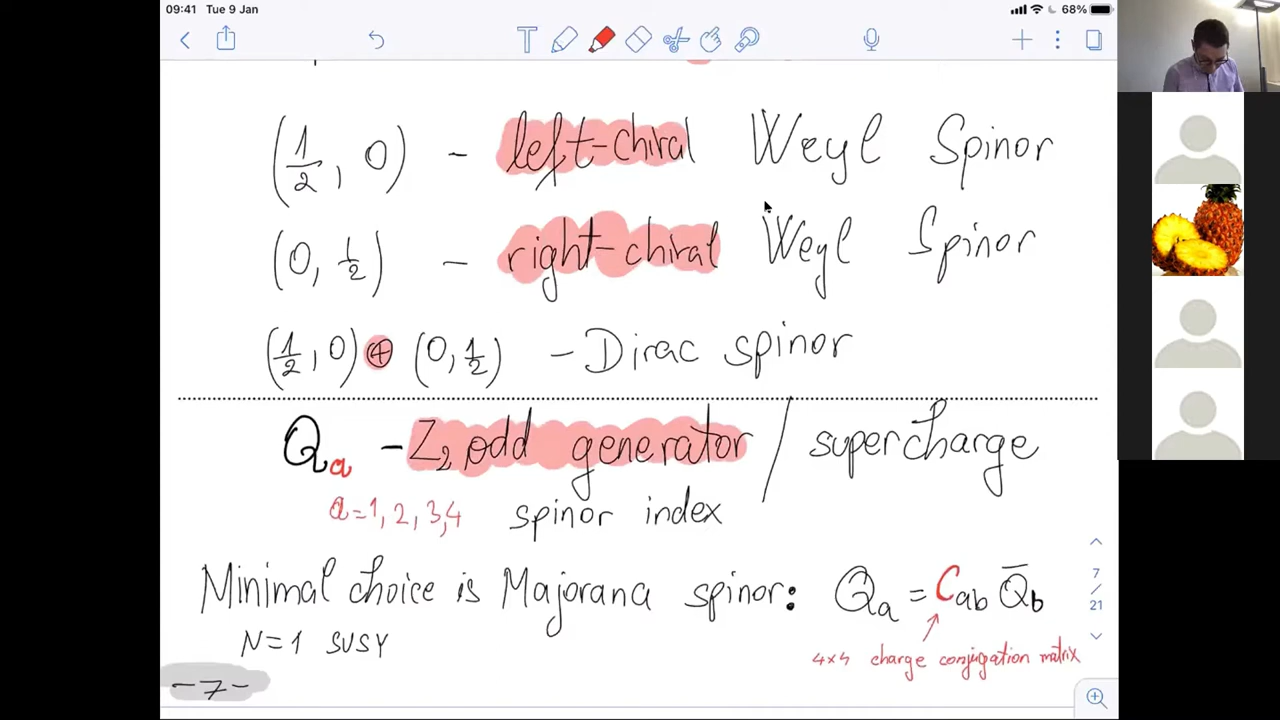 09:41 Tue 9 Jan
68%
(1/2, 0) - left-chiral Weyl Spinor
(0, 1/2) - right-chiral Weyl Spinor
(1/2, 0) ⊕ (0, 1/2) - Dirac spinor
Qa - Z2 odd generator / supercharge
a=1, 2, 3, 4 spinor index
Minimal choice is Majorana spinor: Qa = Cab Q̄b
N=1 SUSY
4×4 charge conjugation matrix
7
/
21
-7-